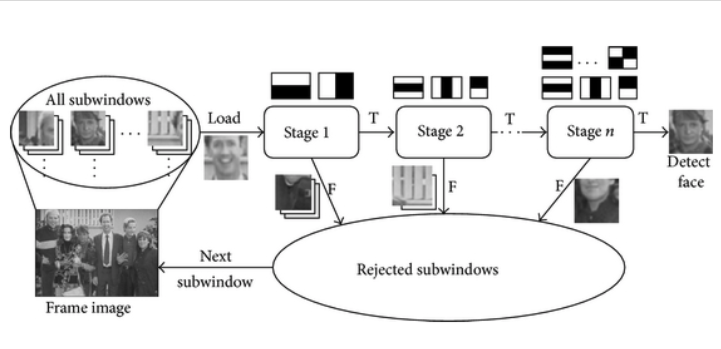 All subwindows
...
Load
Stage 1
T
Stage 2
T
...
Stage n
T
Detect
face
F
F
F
Rejected subwindows
Next
subwindow
Frame image